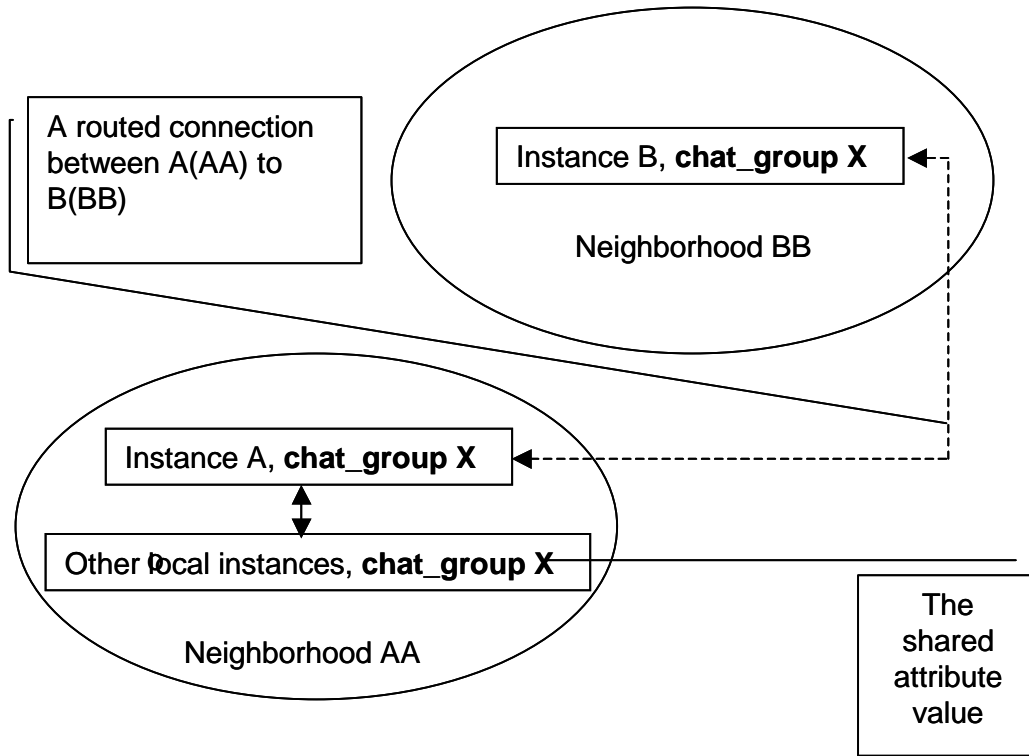 A routed connection
between A(AA) to
B(BB)
Instance B, chat_group X
Neighborhood BB
Instance A, chat_group X
Other local instances, chat_group X
Neighborhood AA
The
shared
attribute
value